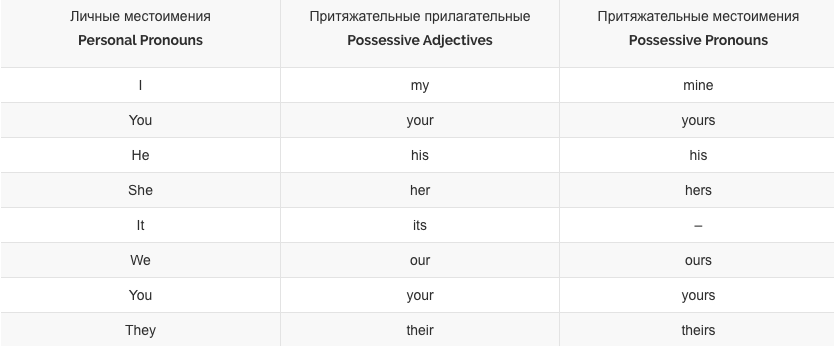 Личные местоимения Притяжательные прилагательные Притяжательные местоимения
Personal Pronouns Possessive Adjectives Possessive Pronouns
I my mine
You your yours
He his his
She her hers
It its –
We our ours
You your yours
They their theirs